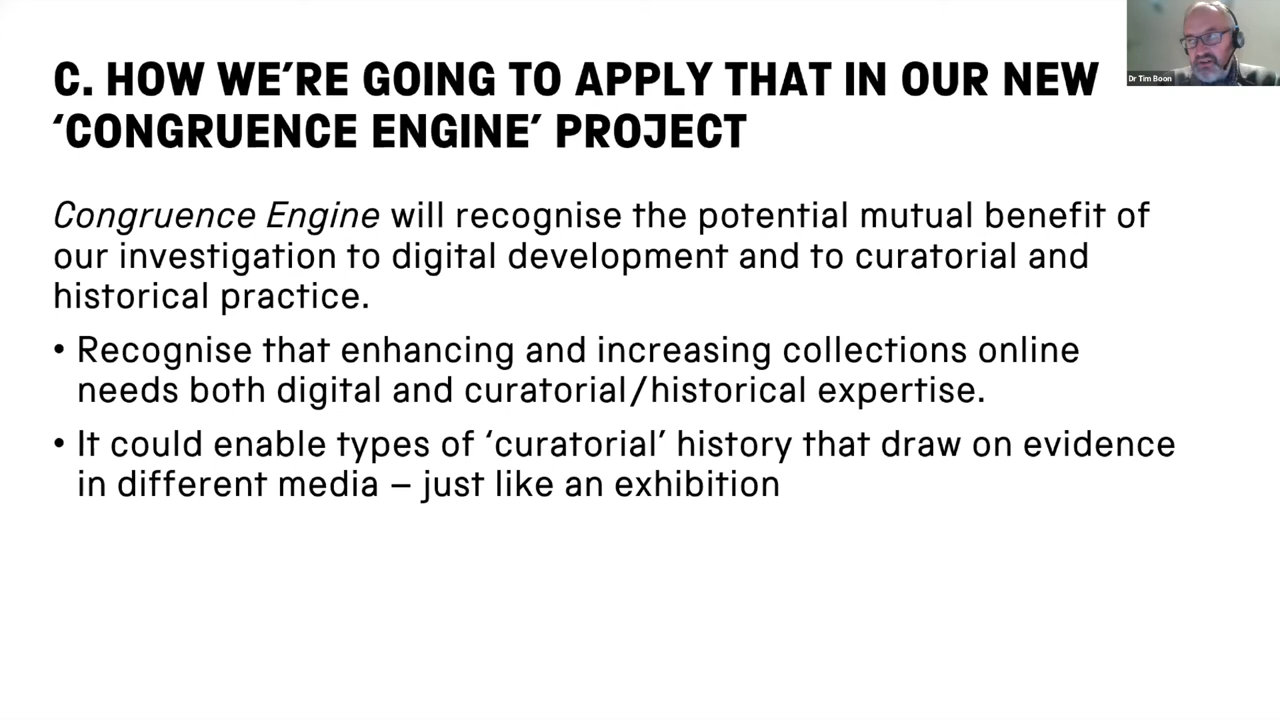 C. HOW WE’RE GOING TO APPLY THAT IN OUR NEW
‘CONGRUENCE ENGINE’ PROJECT
Dr Tim Boon
Congruence Engine will recognise the potential mutual benefit of
our investigation to digital development and to curatorial and
historical practice.
• Recognise that enhancing and increasing collections online
needs both digital and curatorial/historical expertise.
• It could enable types of ‘curatorial’ history that draw on evidence
in different media – just like an exhibition